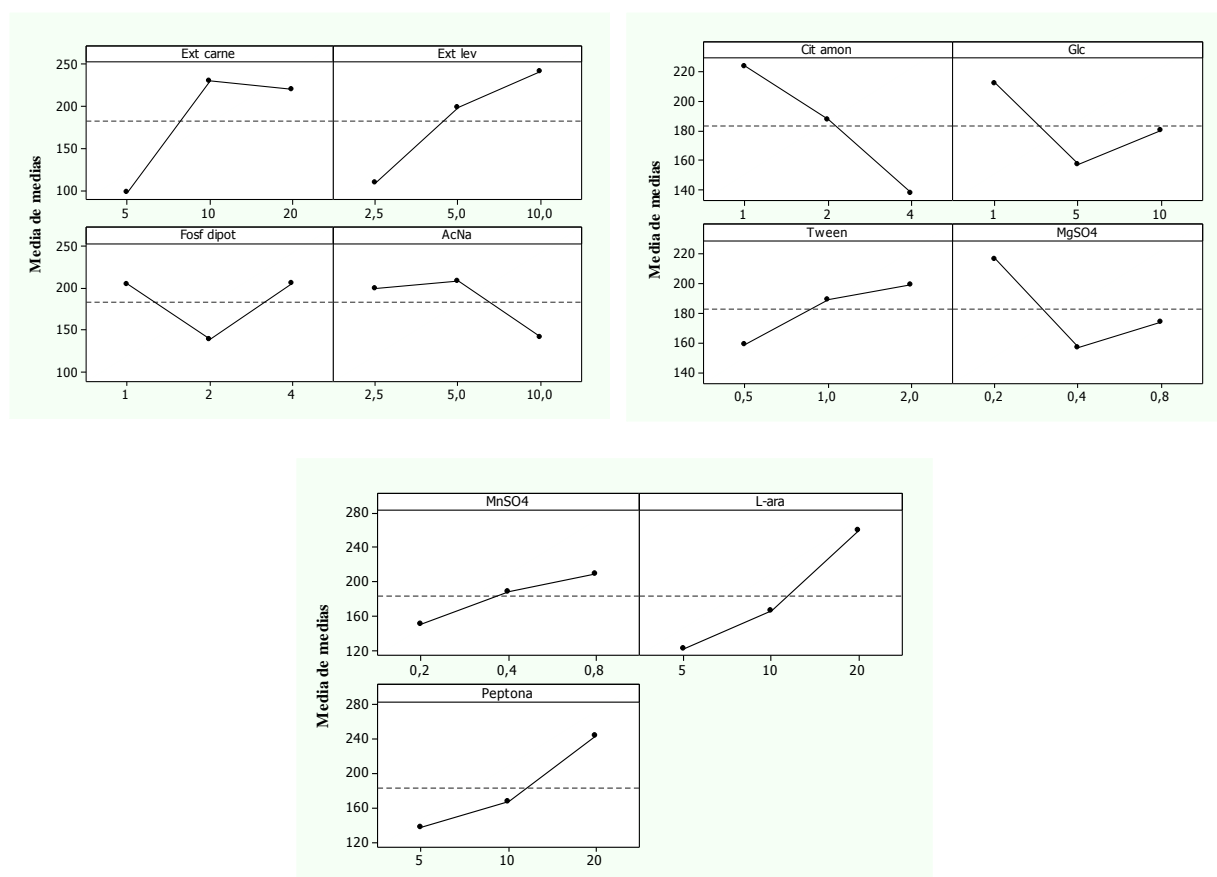 Ext carne Ext lev
250
200
150
100
5 10 20 2,5 5,0 10,0
Fosf dipot AcNa
250
200
150
100
1 2 4 2,5 5,0 10,0
Media de medias
Cit amon Glc
220
200
180
160
140
1 2 4 1 5 10
Tween MgSO4
220
200
180
160
140
0,5 1,0 2,0 0,2 0,4 0,8
Media de medias
MnSO4 L-ara
280
240
200
160
120
0,2 0,4 0,8 5 10 20
Peptona
280
240
200
160
120
5 10 20
Media de medias